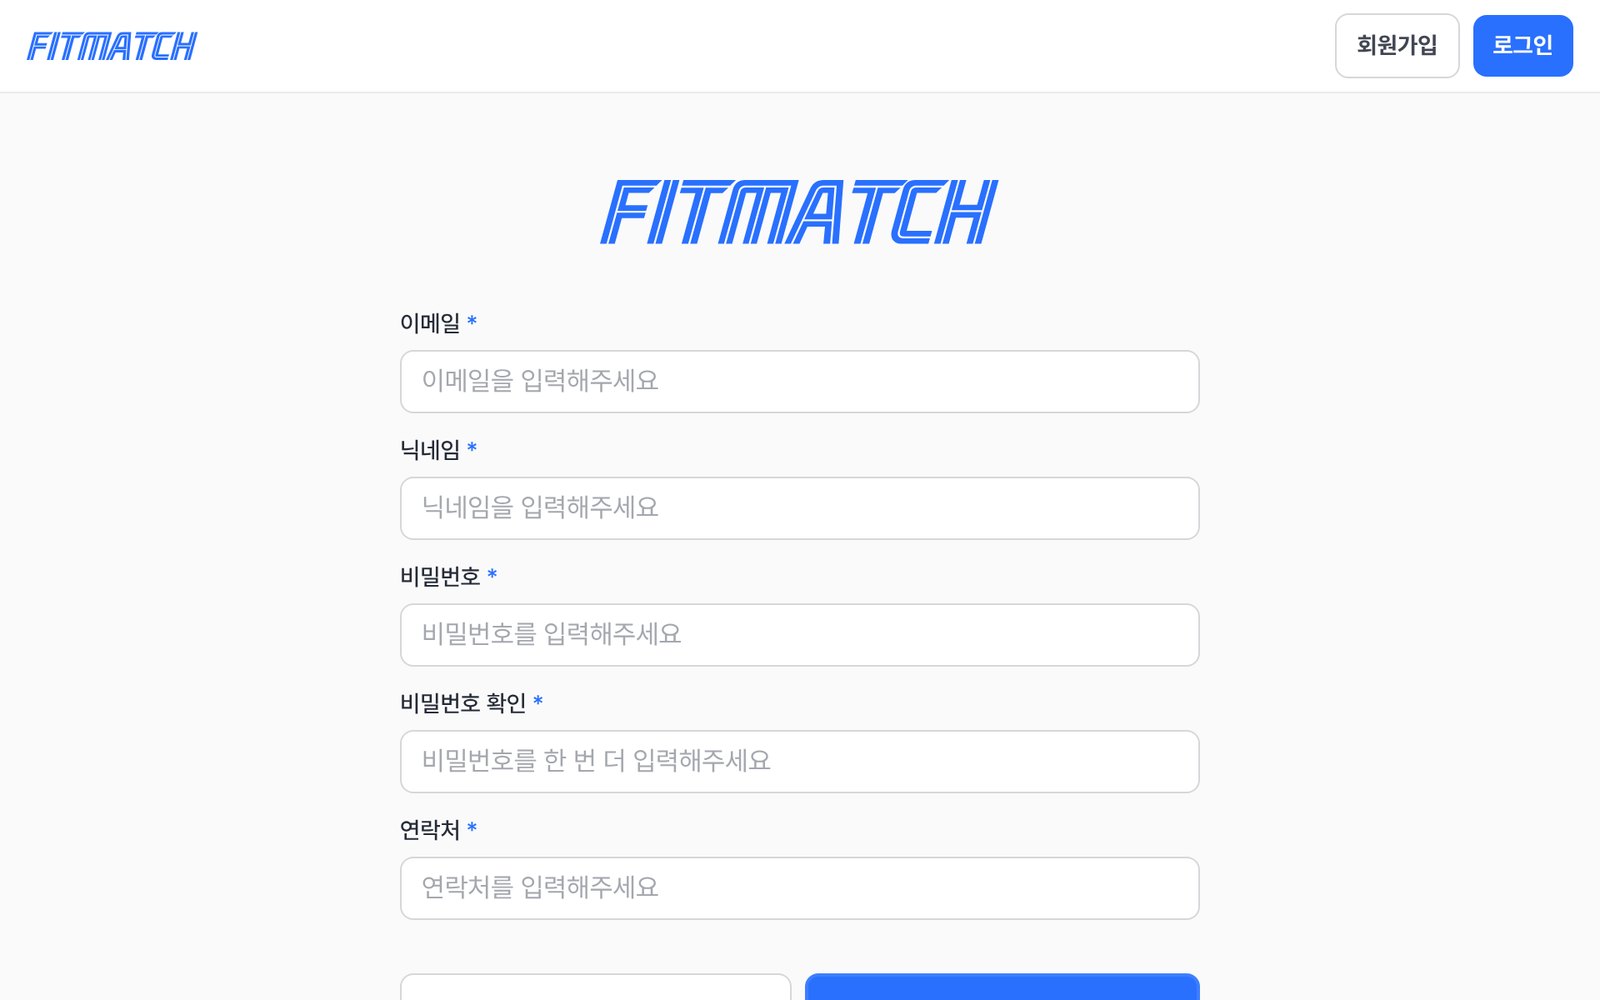 FITMATCH
회원가입
로그인
FITMATCH
이메일 *
이메일을 입력해주세요
닉네임 *
닉네임을 입력해주세요
비밀번호 *
비밀번호를 입력해주세요
비밀번호 확인 *
비밀번호를 한 번 더 입력해주세요
연락처 *
연락처를 입력해주세요